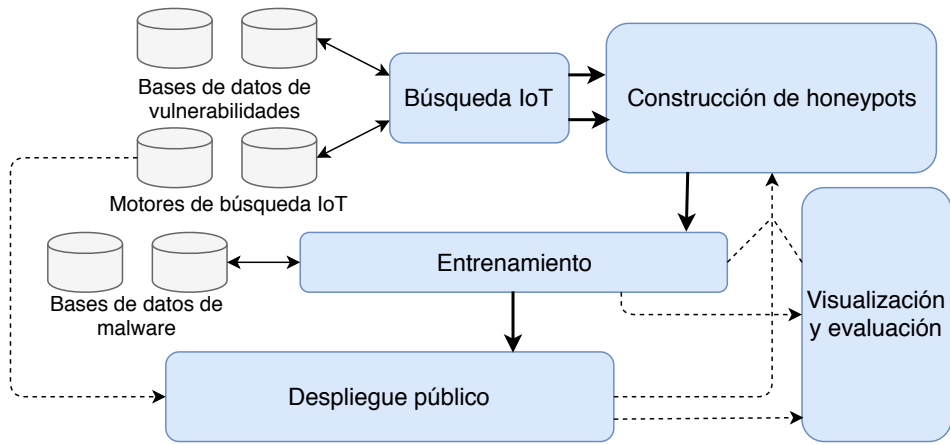 Bases de datos de
vulnerabilidades
Búsqueda IoT
Construcción de honeypots
Motores de búsqueda IoT
Entrenamiento
Bases de datos de
malware
Visualización
y evaluación
Despliegue público